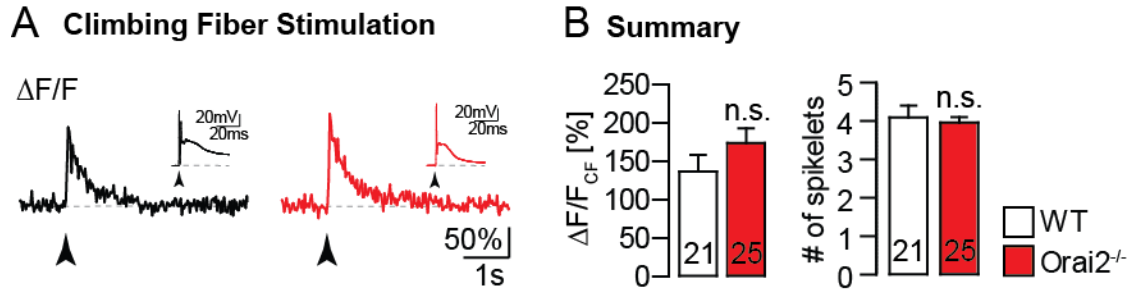 A Climbing Fiber Stimulation
ΔF/F
20mV
20ms
20mV
20ms
50%
1s
B Summary
ΔF/F_CF [%]
250
200
150
100
50
0
n.s.
21
25
# of spikelets
5
4
3
2
1
0
n.s.
21
25
WT
Orai2⁻/⁻